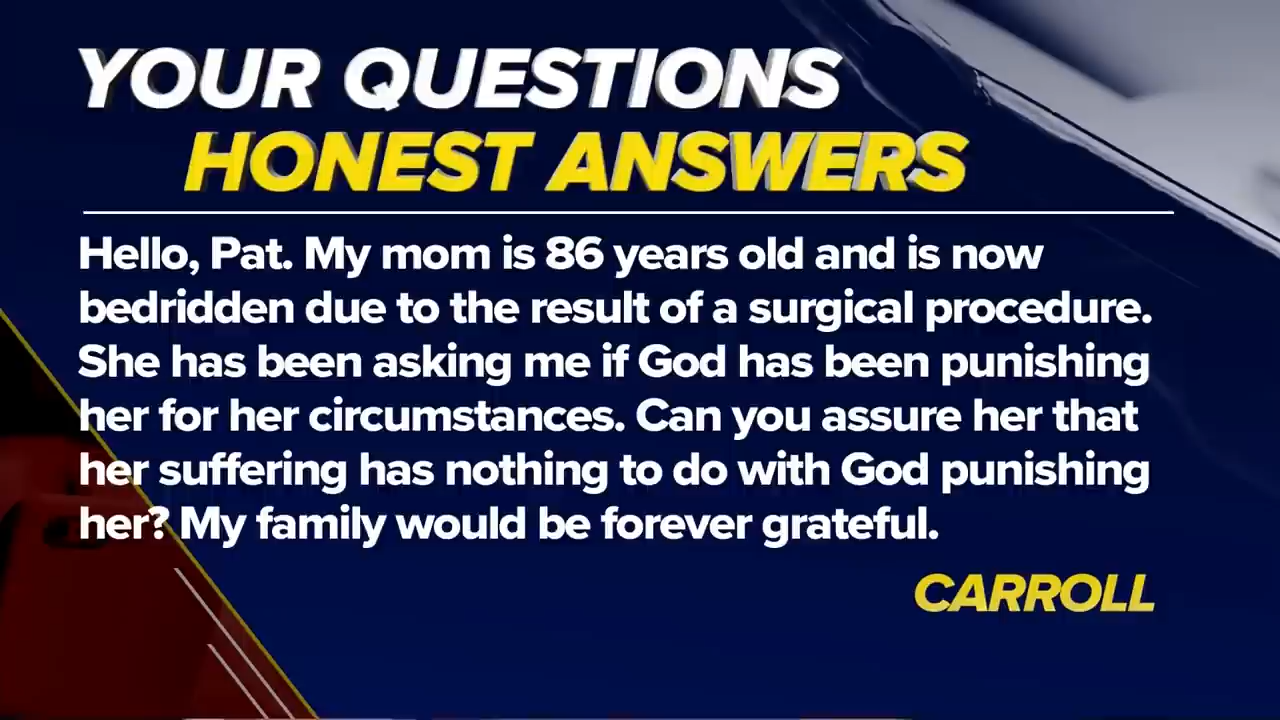 YOUR QUESTIONS
HONEST ANSWERS
Hello, Pat. My mom is 86 years old and is now
bedridden due to the result of a surgical procedure.
She has been asking me if God has been punishing
her for her circumstances. Can you assure her that
her suffering has nothing to do with God punishing
her? My family would be forever grateful.
CARROLL